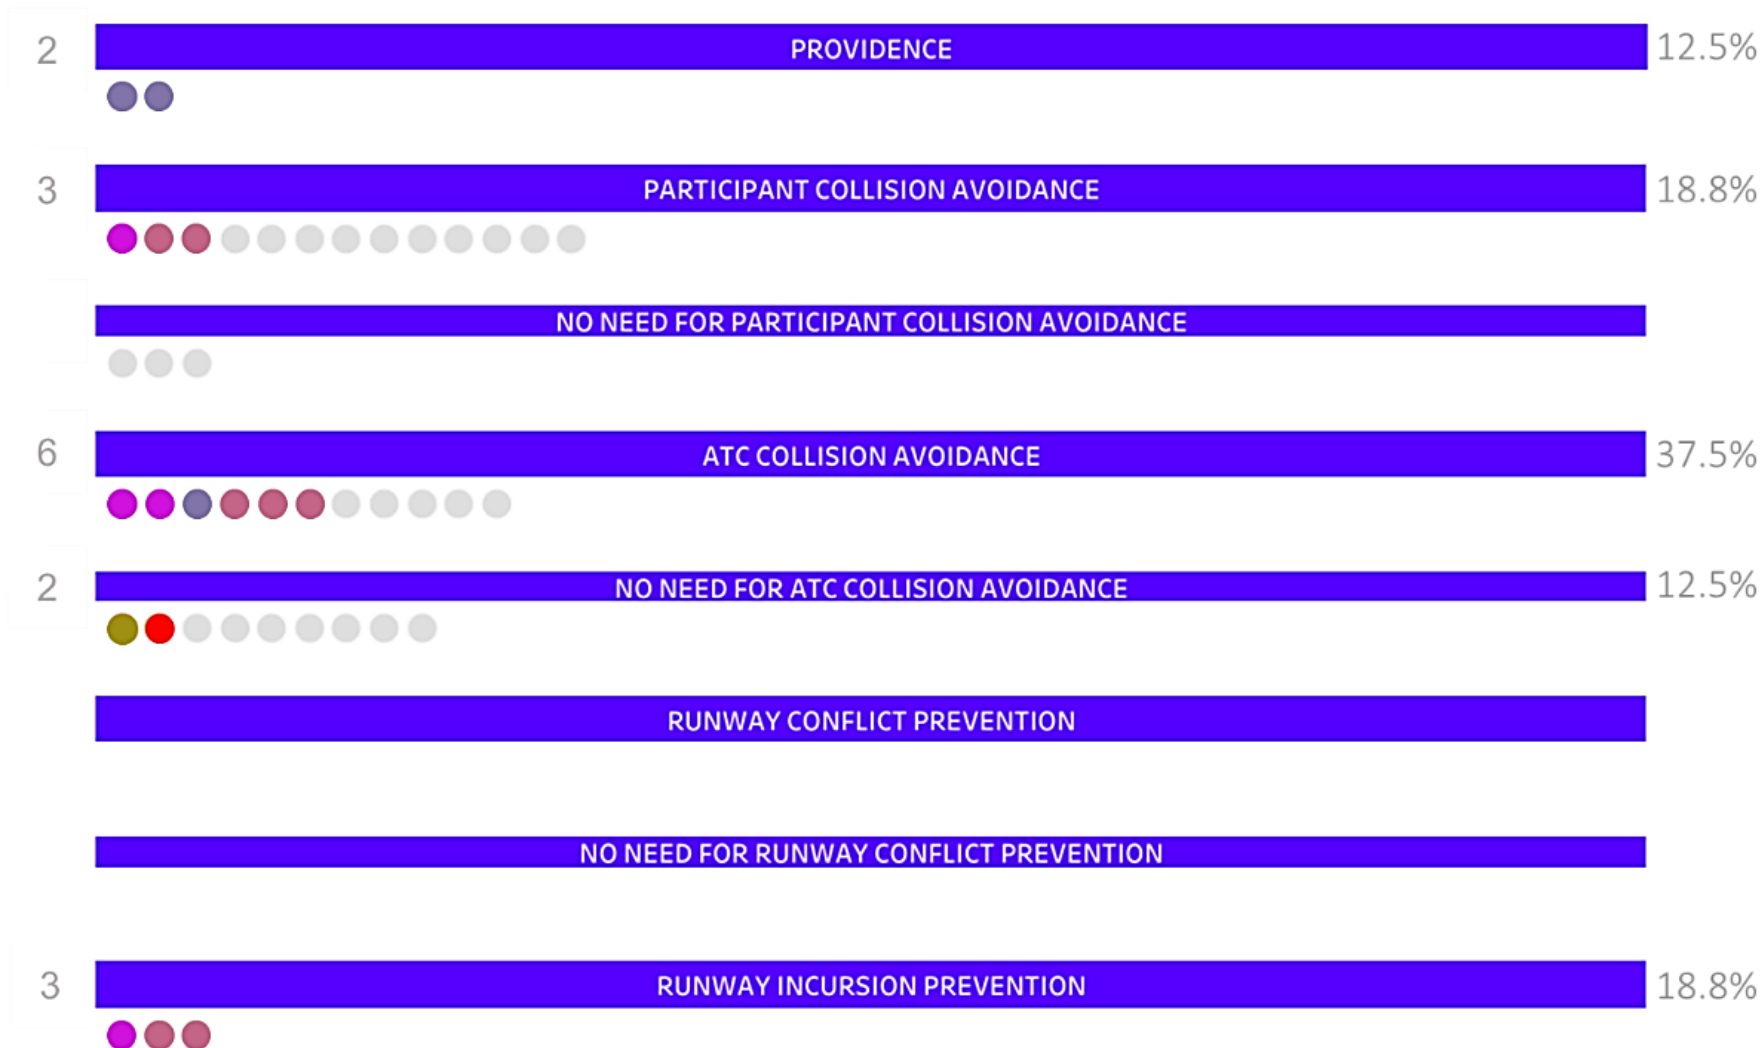 2 PROVIDENCE 12.5%
3 PARTICIPANT COLLISION AVOIDANCE 18.8%
NO NEED FOR PARTICIPANT COLLISION AVOIDANCE
6 ATC COLLISION AVOIDANCE 37.5%
2 NO NEED FOR ATC COLLISION AVOIDANCE 12.5%
RUNWAY CONFLICT PREVENTION
NO NEED FOR RUNWAY CONFLICT PREVENTION
3 RUNWAY INCURSION PREVENTION 18.8%